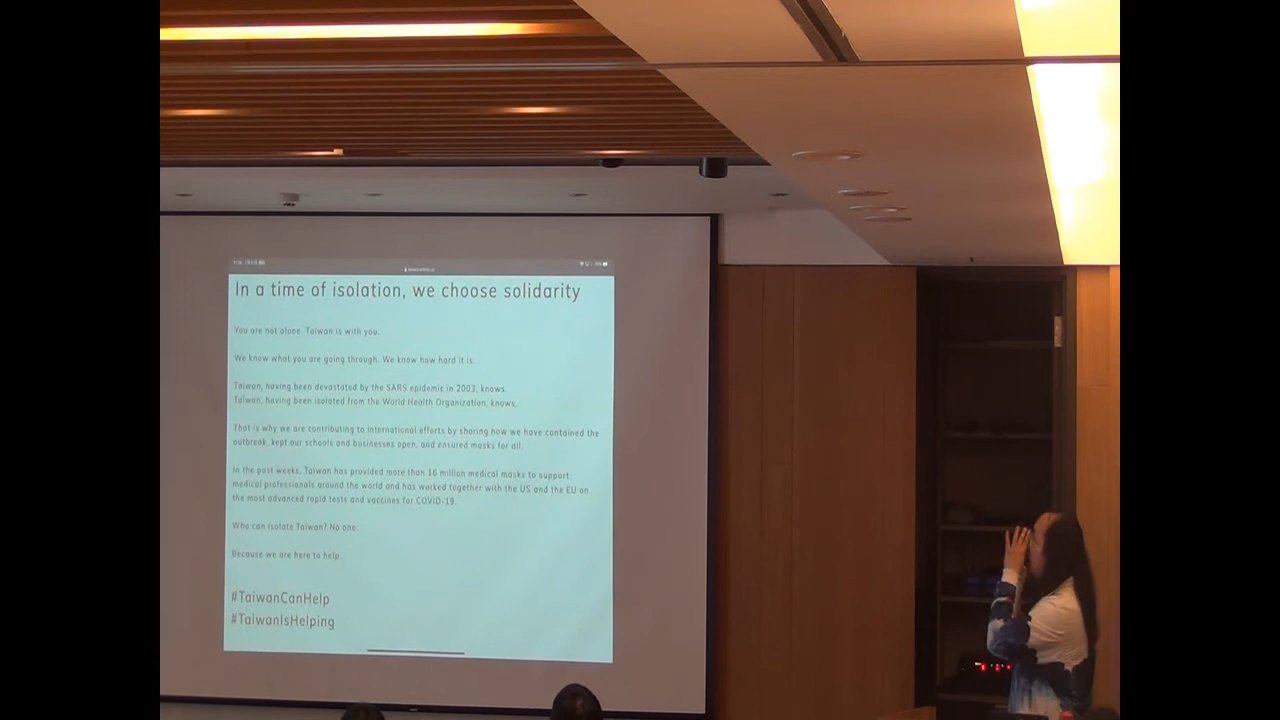 In a time of isolation, we choose solidarity
You are not alone. Taiwan is with you.
We know what you are going through. We know how hard it is.
Taiwan, having been devastated by the SARS epidemic in 2003, knows.
Taiwan, having been isolated from the World Health Organization, knows.
That is why we are contributing to international efforts by sharing how we have contained the
outbreak, kept our schools and businesses open, and ensured masks for all.
In the past weeks, Taiwan has provided more than 16 million medical masks to support
medical professionals around the world and has worked together with the US and the EU on
the most advanced rapid tests and vaccines for COVID-19.
Who can isolate Taiwan? No one.
Because we are here to help.
#TaiwanCanHelp
#TaiwanIsHelping